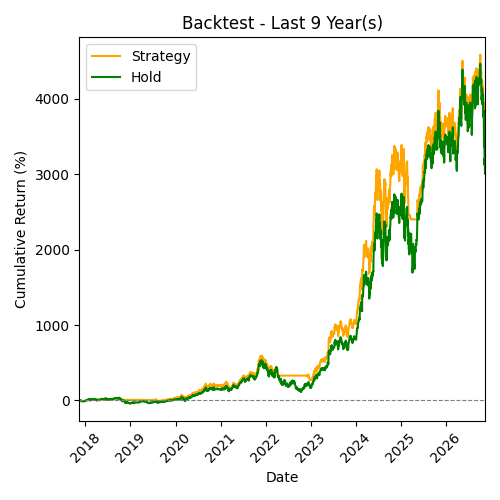 Backtest - Last 9 Year(s)
Strategy
Hold
Cumulative Return (%)
4000
3000
2000
1000
0
2018
2019
2020
2021
2022
2023
2024
2025
2026
Date